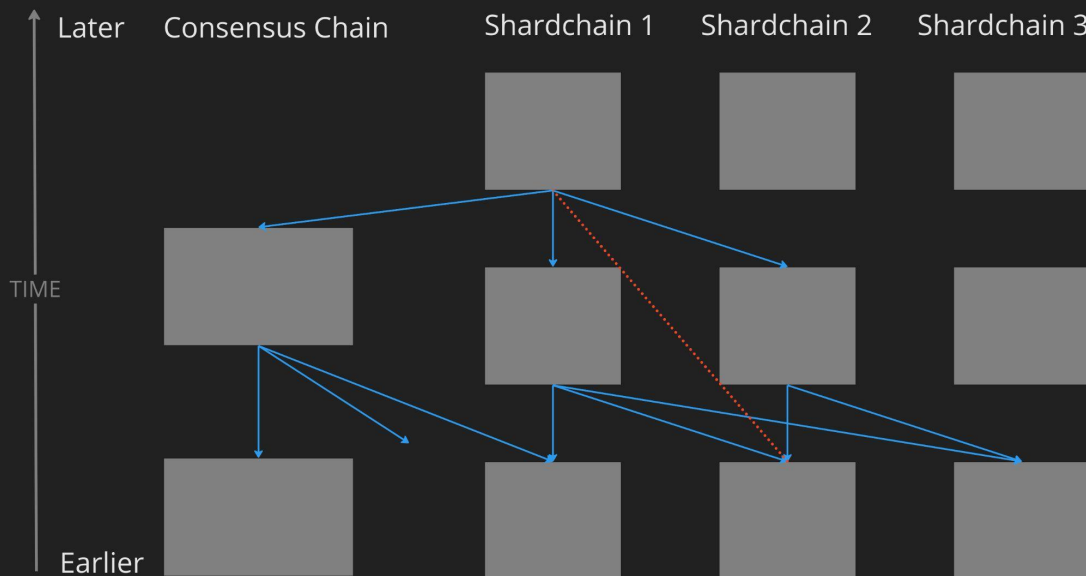 Later
Consensus Chain
Shardchain 1
Shardchain 2
Shardchain 3
TIME
Earlier